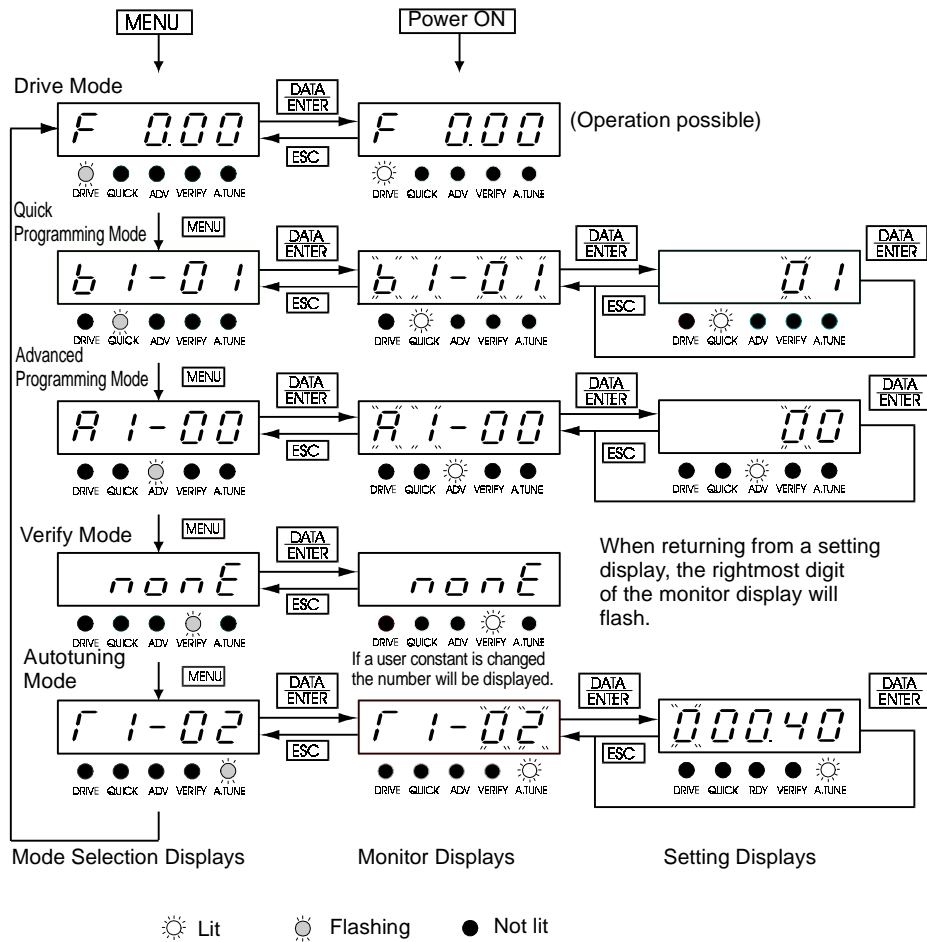 MENU
Power ON
Drive Mode
DATA
ENTER
F 0.00
F 0.00
(Operation possible)
ESC
DRIVE QUICK ADV VERIFY A.TUNE
DRIVE QUICK ADV VERIFY A.TUNE
Quick
Programming Mode
MENU
DATA
ENTER
DATA
ENTER
DATA
ENTER
b1-01
b1-01
01
ESC
ESC
DRIVE QUICK ADV VERIFY A.TUNE
DRIVE QUICK ADV VERIFY A.TUNE
DRIVE QUICK ADV VERIFY A.TUNE
Advanced
Programming Mode
MENU
DATA
ENTER
DATA
ENTER
DATA
ENTER
A1-00
A1-00
00
ESC
ESC
DRIVE QUICK ADV VERIFY A.TUNE
DRIVE QUICK ADV VERIFY A.TUNE
DRIVE QUICK ADV VERIFY A.TUNE
Verify Mode
MENU
DATA
ENTER
nonE
nonE
ESC
When returning from a setting
display, the rightmost digit
of the monitor display will
flash.
DRIVE QUICK ADV VERIFY A.TUNE
DRIVE QUICK ADV VERIFY A.TUNE
If a user constant is changed
the number will be displayed.
Autotuning
Mode
MENU
DATA
ENTER
DATA
ENTER
DATA
ENTER
T1-02
T1-02
000.40
ESC
ESC
DRIVE QUICK ADV VERIFY A.TUNE
DRIVE QUICK ADV VERIFY A.TUNE
DRIVE QUICK RDY VERIFY A.TUNE
Mode Selection Displays
Monitor Displays
Setting Displays
Lit
Flashing
Not lit